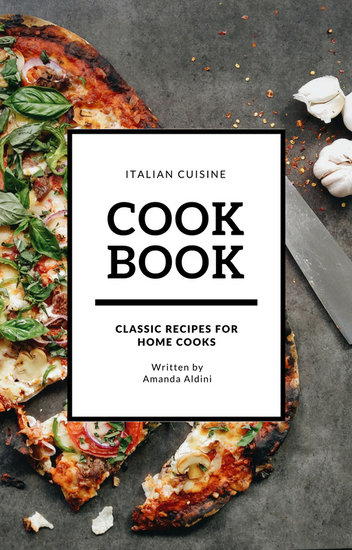 ITALIAN CUISINE
COOK
BOOK
CLASSIC RECIPES FOR
HOME COOKS
Written by
Amanda Aldini